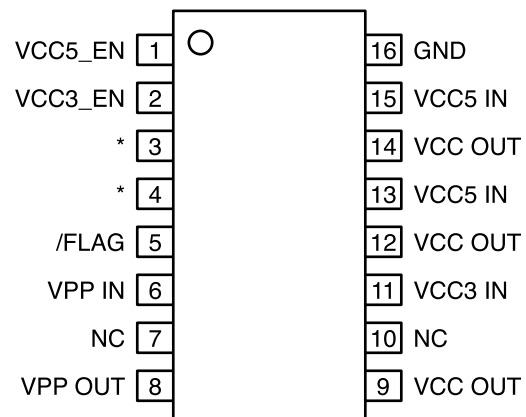 VCC5_EN 1 16 GND
VCC3_EN 2 15 VCC5 IN
* 3 14 VCC OUT
* 4 13 VCC5 IN
/FLAG 5 12 VCC OUT
VPP IN 6 11 VCC3 IN
NC 7 10 NC
VPP OUT 8 9 VCC OUT